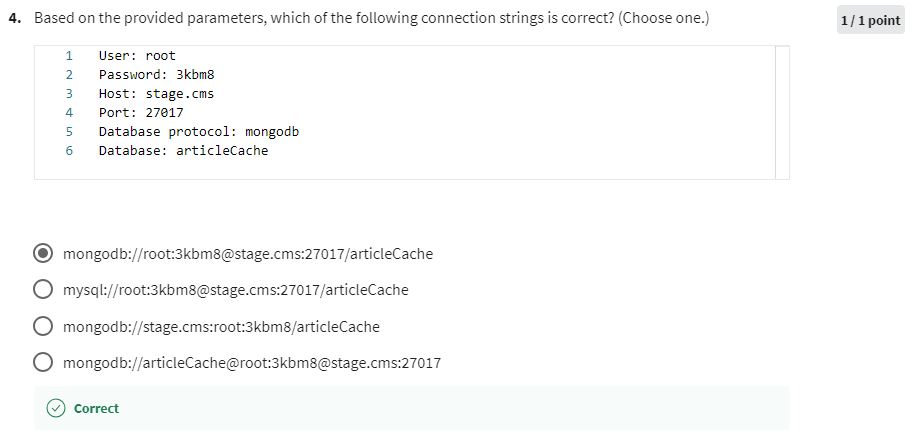 4. Based on the provided parameters, which of the following connection strings is correct? (Choose one.)
1 / 1 point
1 User: root
2 Password: 3kbm8
3 Host: stage.cms
4 Port: 27017
5 Database protocol: mongodb
6 Database: articleCache
mongodb://root:3kbm8@stage.cms:27017/articleCache
mysql://root:3kbm8@stage.cms:27017/articleCache
mongodb://stage.cms:root:3kbm8/articleCache
mongodb://articleCache@root:3kbm8@stage.cms:27017
Correct